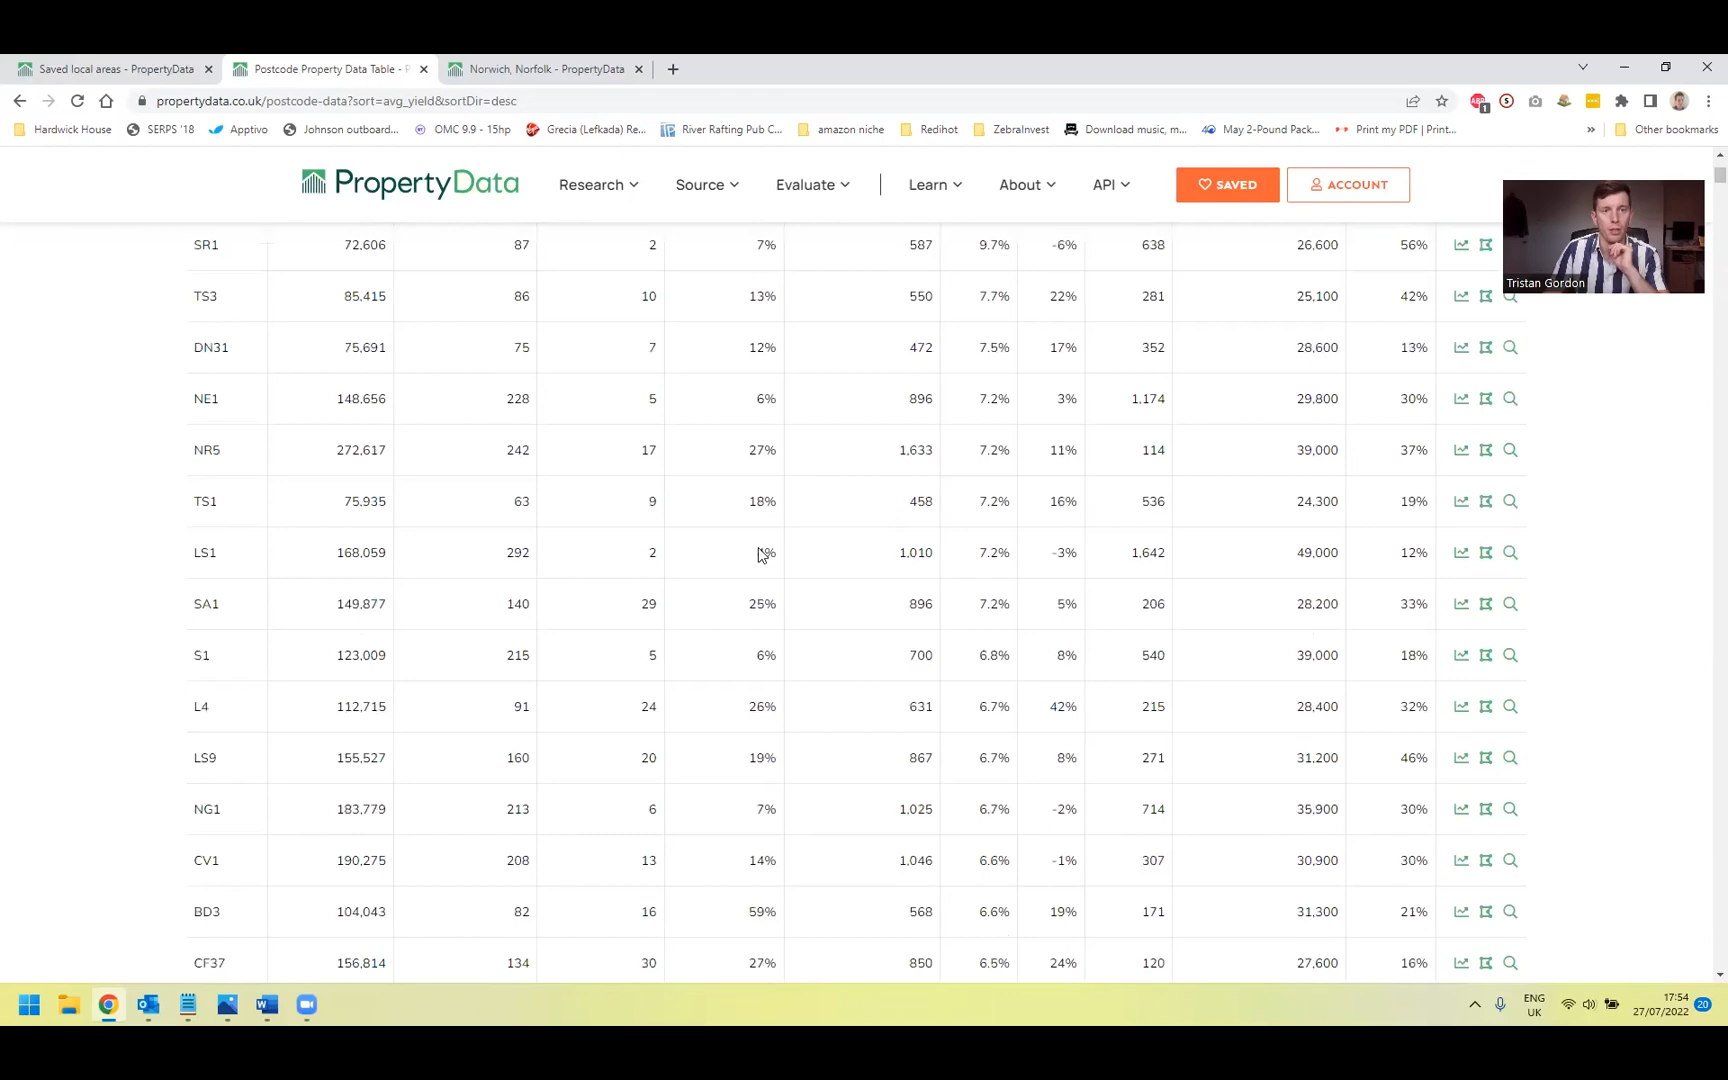 Saved local areas - PropertyData
Postcode Property Data Table - P
Norwich, Norfolk - PropertyData
propertydata.co.uk/postcode-data?sort=avg_yield&sortDir=desc
1
Hardwick House
SERPS '18
Apptivo
Johnson outboard...
OMC 9.9 - 15hp
Grecia (Lefkada) Re...
River Rafting Pub C...
amazon niche
Redihot
ZebraInvest
Download music, m...
May 2-Pound Pack...
Print my PDF | Print...
»
Other bookmarks
PropertyData
Research
Source
Evaluate
Learn
About
API
SAVED
ACCOUNT
Tristan Gordon
SR1 72,606 87 2 7% 587 9.7% -6% 638 26,600 56%
TS3 85,415 86 10 13% 550 7.7% 22% 281 25,100 42%
DN31 75,691 75 7 12% 472 7.5% 17% 352 28,600 13%
NE1 148,656 228 5 6% 896 7.2% 3% 1,174 29,800 30%
NR5 272,617 242 17 27% 1,633 7.2% 11% 114 39,000 37%
TS1 75,935 63 9 18% 458 7.2% 16% 536 24,300 19%
LS1 168,059 292 2 1,010 7.2% -3% 1,642 49,000 12%
SA1 149,877 140 29 25% 896 7.2% 5% 206 28,200 33%
S1 123,009 215 5 6% 700 6.8% 8% 540 39,000 18%
L4 112,715 91 24 26% 631 6.7% 42% 215 28,400 32%
LS9 155,527 160 20 19% 867 6.7% 8% 271 31,200 46%
NG1 183,779 213 6 7% 1,025 6.7% -2% 714 35,900 30%
CV1 190,275 208 13 14% 1,046 6.6% -1% 307 30,900 30%
BD3 104,043 82 16 59% 568 6.6% 19% 171 31,300 21%
CF37 156,814 134 30 27% 850 6.5% 24% 120 27,600 16%
ENG
UK
17:54
27/07/2022
20